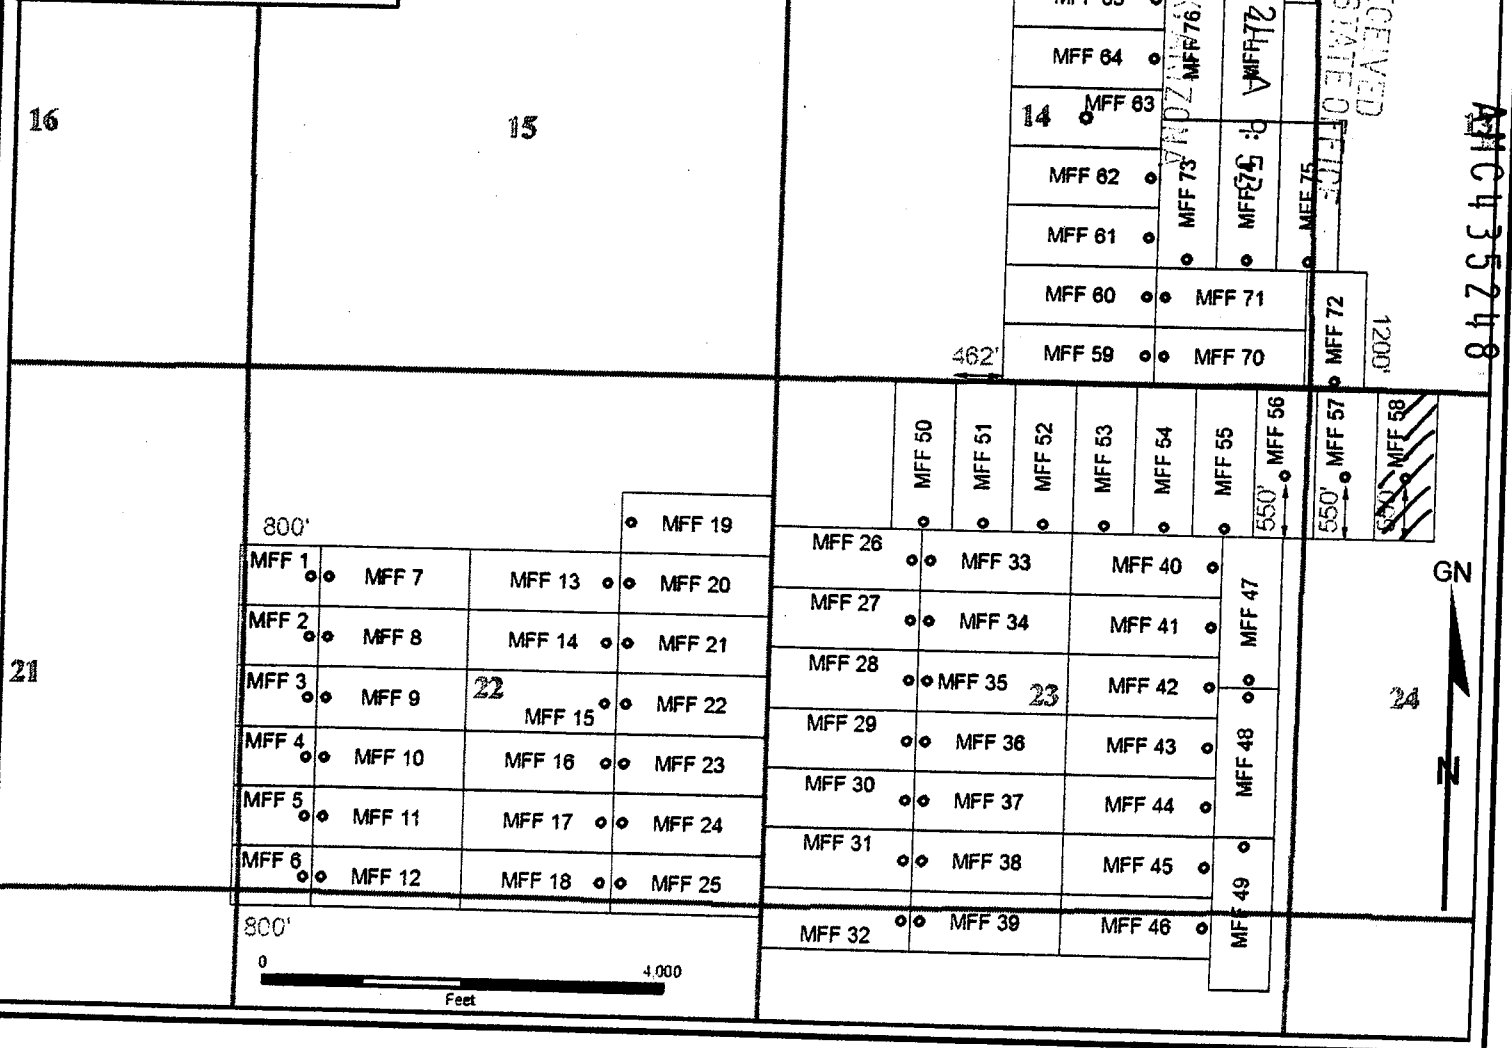 16
15
14
MFF 64
MFF 63
MFF 62
MFF 61
MFF 60
MFF 59
MFF 76
MFF 73
MFF 74
MFF 75
MFF 71
MFF 70
MFF 72
1200'
462'
CEIVED
STATE OFFICE
24 A 9: 53
AMC435248
MFF 50
MFF 51
MFF 52
MFF 53
MFF 54
MFF 55
MFF 56
MFF 57
MFF 58
550'
550'
800'
MFF 19
MFF 1
MFF 7
MFF 13
MFF 20
MFF 2
MFF 8
MFF 14
MFF 21
21
MFF 3
MFF 9
22
MFF 15
MFF 22
MFF 4
MFF 10
MFF 16
MFF 23
MFF 5
MFF 11
MFF 17
MFF 24
MFF 6
MFF 12
MFF 18
MFF 25
800'
MFF 26
MFF 33
MFF 40
MFF 27
MFF 34
MFF 41
MFF 47
MFF 28
MFF 35
23
MFF 42
MFF 29
MFF 36
MFF 43
MFF 48
MFF 30
MFF 37
MFF 44
MFF 31
MFF 38
MFF 45
MFF 49
MFF 32
MFF 39
MFF 46
24
GN
N
0
4,000
Feet